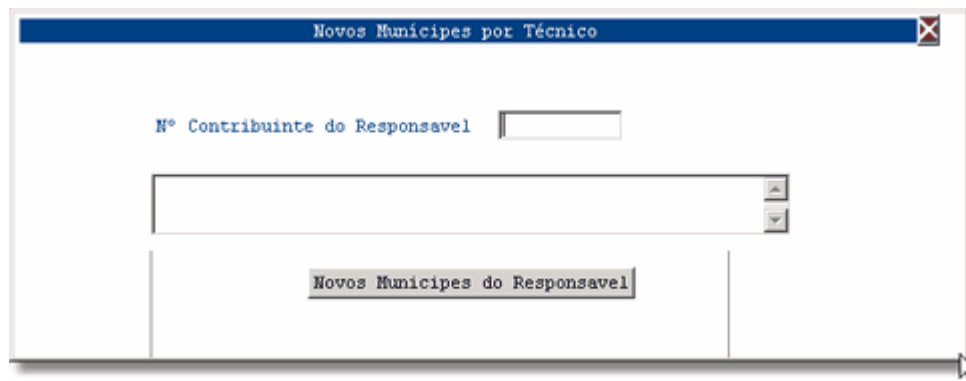 Novos Munícipes por Técnico
Nº Contribuinte do Responsavel
Novos Municipes do Responsavel